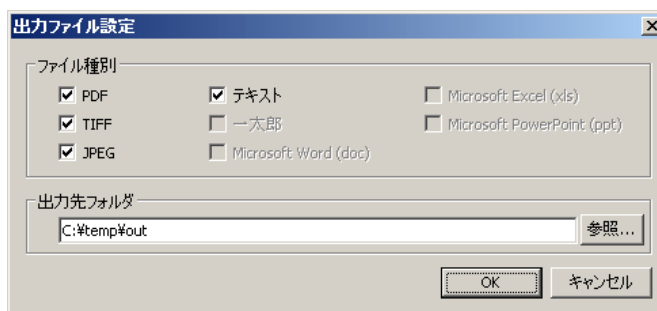 出力ファイル設定
ファイル種別
PDF テキスト Microsoft Excel (xls)
TIFF 一太郎 Microsoft PowerPoint (ppt)
JPEG Microsoft Word (doc)
出力先フォルダ
C:¥temp¥out 参照...
OK キャンセル